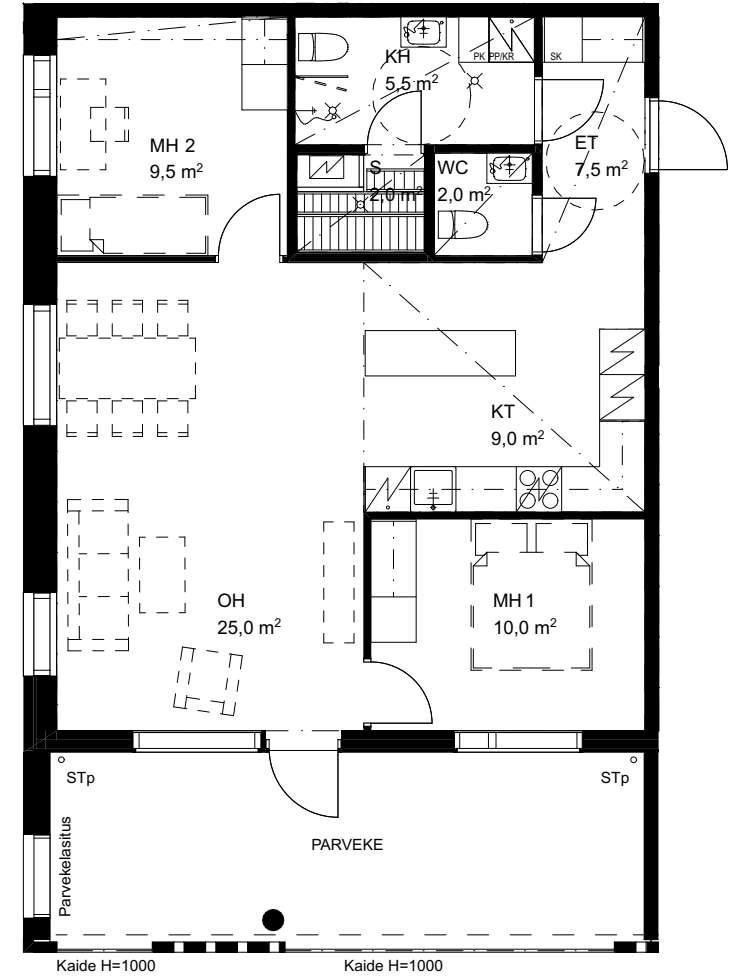 KH
5,5 m²
PK PP/KR
SK
MH 2
9,5 m²
S
2,0 m²
WC
2,0 m²
ET
7,5 m²
KT
9,0 m²
OH
25,0 m²
MH 1
10,0 m²
STp
STp
Parvekelasitus
PARVEKE
Kaide H=1000
Kaide H=1000